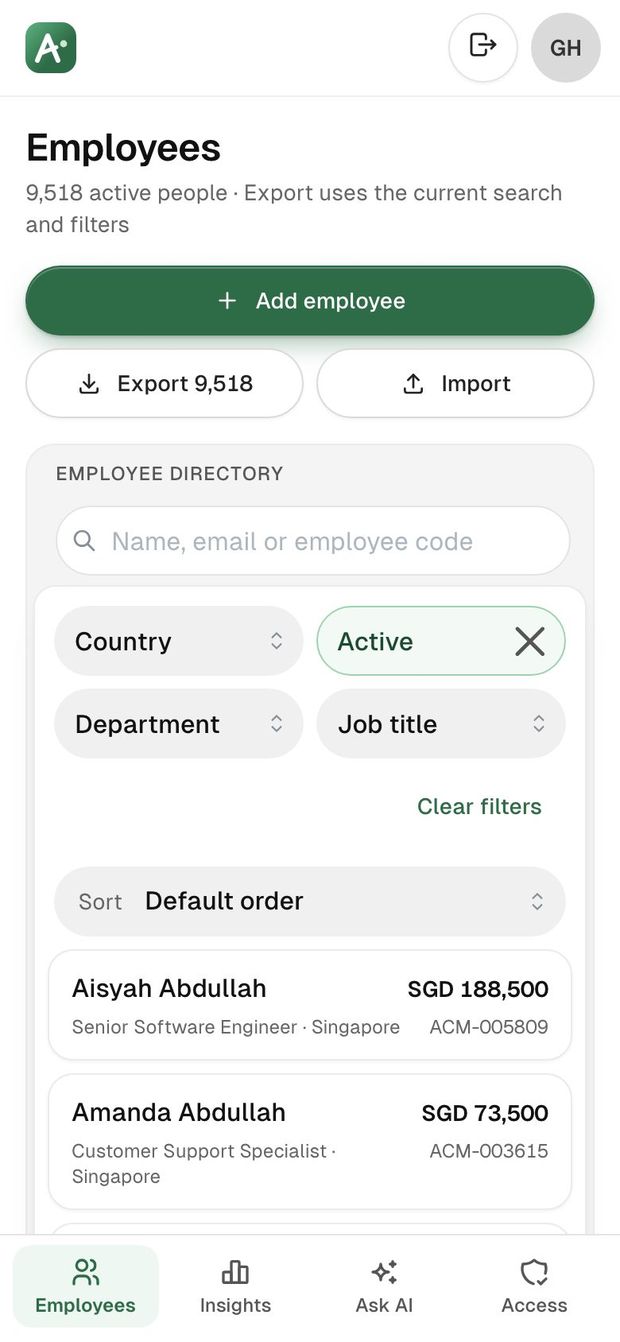 A
GH
Employees
9,518 active people · Export uses the current search
and filters
+ Add employee
Export 9,518
Import
EMPLOYEE DIRECTORY
Name, email or employee code
Country
Active
Department
Job title
Clear filters
Sort Default order
Aisyah Abdullah SGD 188,500
Senior Software Engineer · Singapore ACM-005809
Amanda Abdullah SGD 73,500
Customer Support Specialist · ACM-003615
Singapore
Employees
Insights
Ask AI
Access